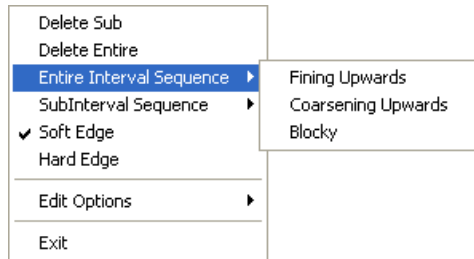 Delete Sub
Delete Entire
Entire Interval Sequence
SubInterval Sequence
Soft Edge
Hard Edge
Edit Options
Exit
Fining Upwards
Coarsening Upwards
Blocky